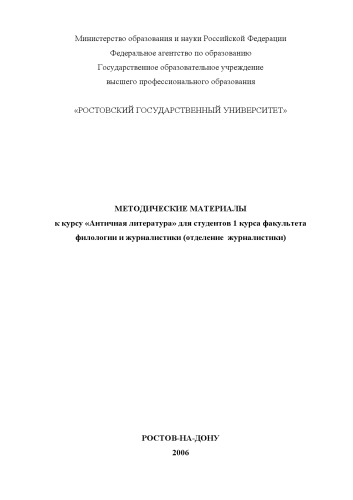 Министерство образования и науки Российской Федерации
Федеральное агентство по образованию
Государственное образовательное учреждение
высшего профессионального образования
«РОСТОВСКИЙ ГОСУДАРСТВЕННЫЙ УНИВЕРСИТЕТ»
МЕТОДИЧЕСКИЕ МАТЕРИАЛЫ
к курсу «Античная литература» для студентов 1 курса факультета
филологии и журналистики (отделение журналистики)
РОСТОВ-НА-ДОНУ
2006